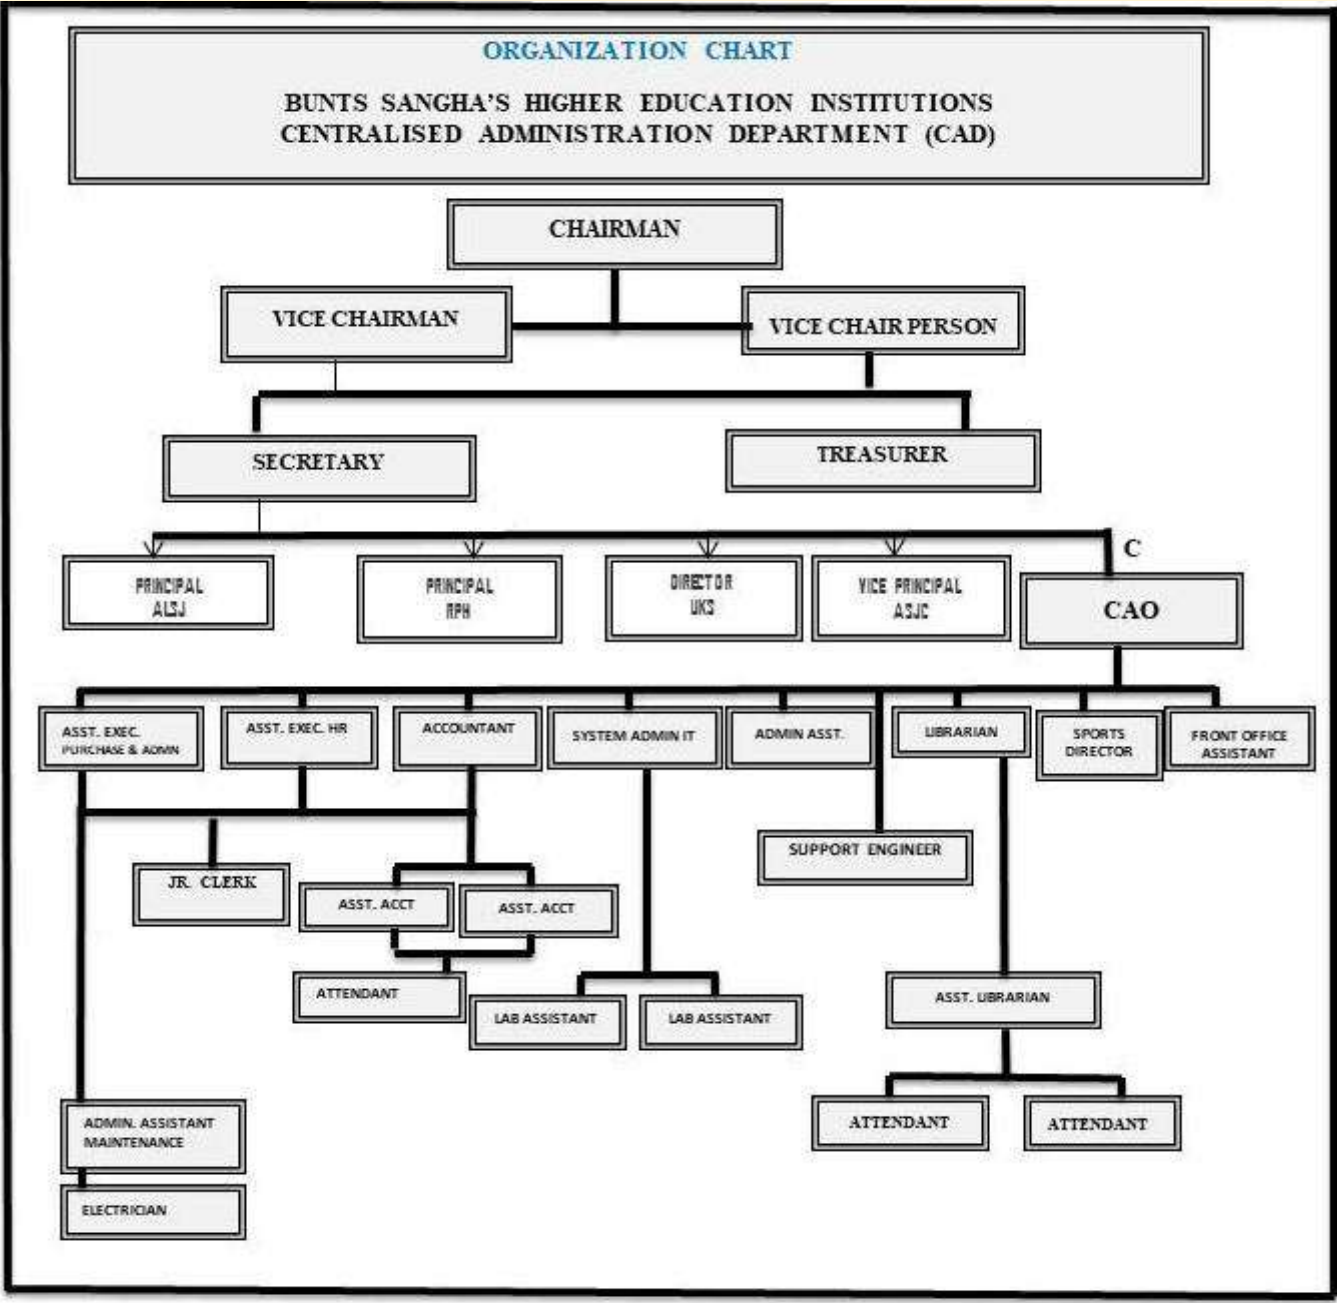 ORGANIZATION CHART
BUNTS SANGHA'S HIGHER EDUCATION INSTITUTIONS
CENTRALISED ADMINISTRATION DEPARTMENT (CAD)
CHAIRMAN
VICE CHAIRMAN
VICE CHAIR PERSON
SECRETARY
TREASURER
C
PRINCIPAL
ALSJ
PRINCIPAL
RPH
DIRECTOR
UKS
VICE PRINCIPAL
ASJC
CAO
ASST. EXEC.
PURCHASE & ADMN
ASST. EXEC. HR
ACCOUNTANT
SYSTEM ADMIN IT
ADMIN ASST.
LIBRARIAN
SPORTS
DIRECTOR
FRONT OFFICE
ASSISTANT
SUPPORT ENGINEER
JR. CLERK
ASST. ACCT
ASST. ACCT
ATTENDANT
LAB ASSISTANT
LAB ASSISTANT
ASST. LIBRARIAN
ATTENDANT
ATTENDANT
ADMIN. ASSISTANT
MAINTENANCE
ELECTRICIAN